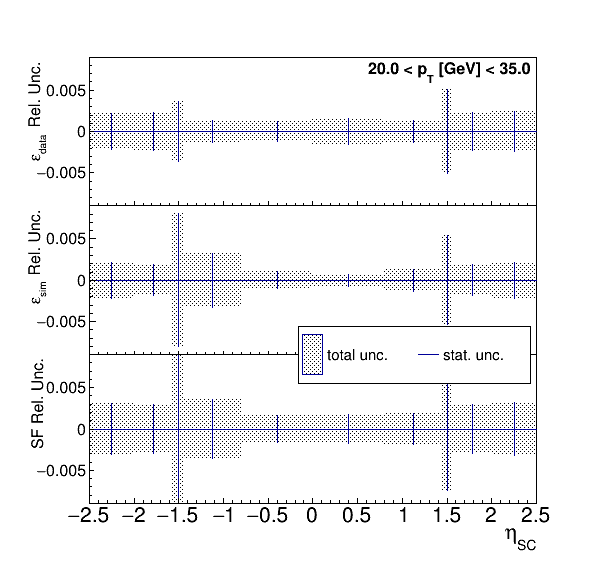 20.0 < p_T [GeV] < 35.0
ε_data Rel. Unc.
0.005
0
−0.005
ε_sim Rel. Unc.
0.005
0
−0.005
total unc.
stat. unc.
SF Rel. Unc.
0.005
0
−0.005
−2.5 −2 −1.5 −1 −0.5 0 0.5 1 1.5 2 2.5
η_SC